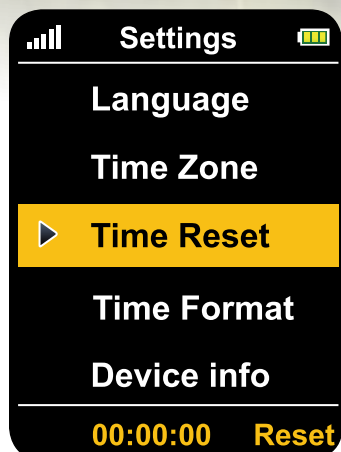 Settings
Language
Time Zone
Time Reset
Time Format
Device info
00:00:00 Reset